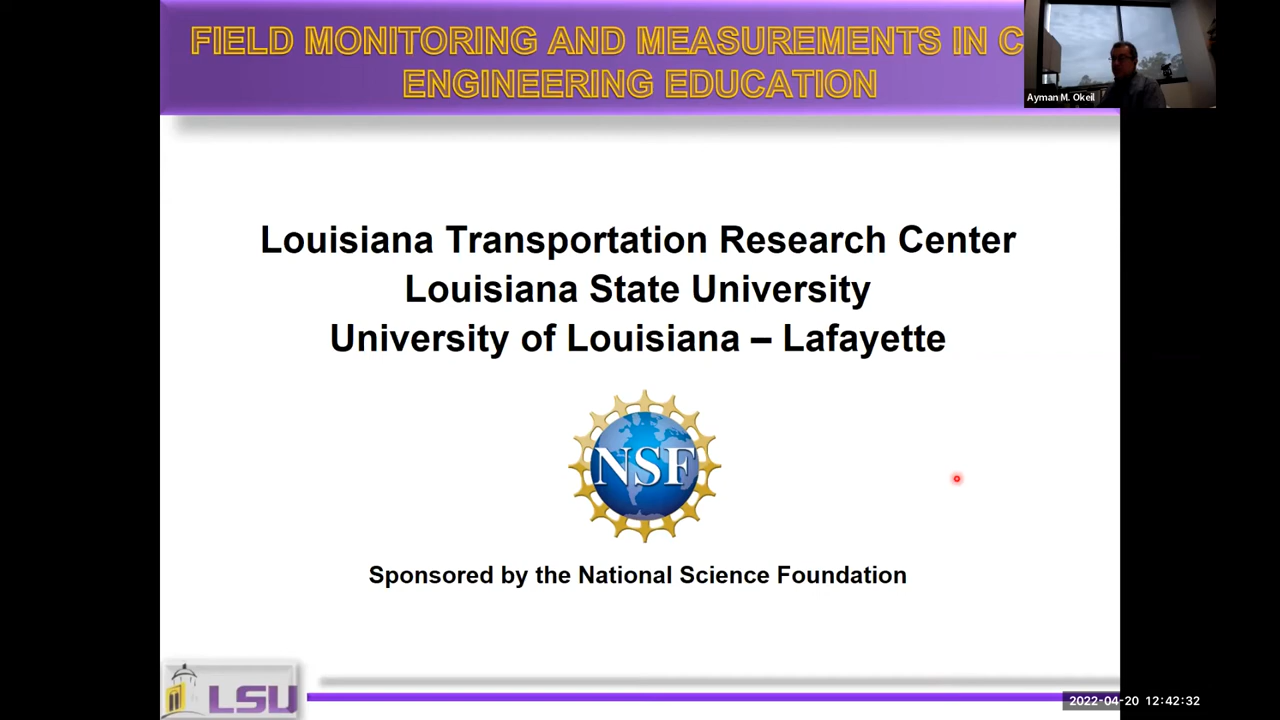 FIELD MONITORING AND MEASUREMENTS IN C
ENGINEERING EDUCATION
Ayman M. Okeil
Louisiana Transportation Research Center
Louisiana State University
University of Louisiana – Lafayette
NSF
Sponsored by the National Science Foundation
LSU
2022-04-20 12:42:32